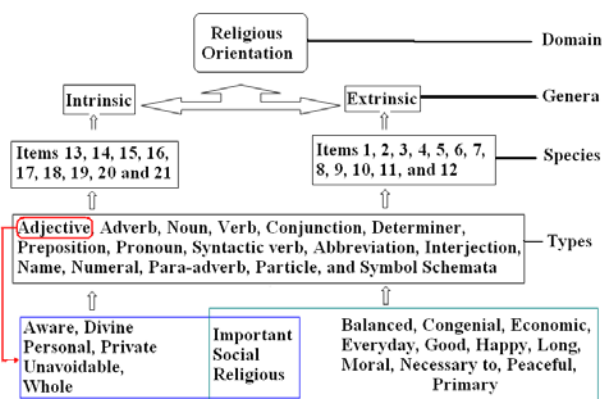 Religious
Orientation
Domain
Intrinsic
Extrinsic
Genera
Items 13, 14, 15, 16,
17, 18, 19, 20 and 21
Items 1, 2, 3, 4, 5, 6, 7,
8, 9, 10, 11, and 12
Species
Adjective, Adverb, Noun, Verb, Conjunction, Determiner,
Preposition, Pronoun, Syntactic verb, Abbreviation, Interjection,
Name, Numeral, Para-adverb, Particle, and Symbol Schemata
Types
Aware, Divine
Personal, Private
Unavoidable,
Whole
Important
Social
Religious
Balanced, Congenial, Economic,
Everyday, Good, Happy, Long,
Moral, Necessary to, Peaceful,
Primary